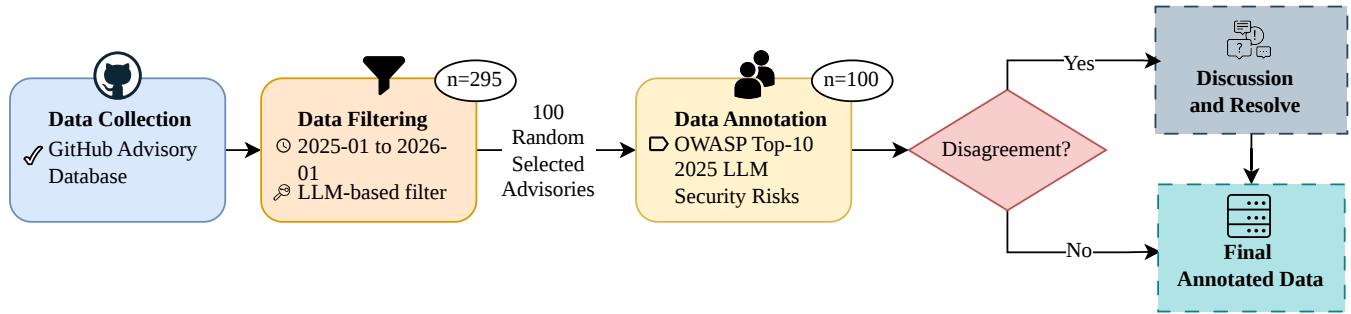 Data Collection
GitHub Advisory
Database
n=295
Data Filtering
2025-01 to 2026-
01
LLM-based filter
100
Random
Selected
Advisories
n=100
Data Annotation
OWASP Top-10
2025 LLM
Security Risks
Disagreement?
Yes
No
Discussion
and Resolve
Final
Annotated Data